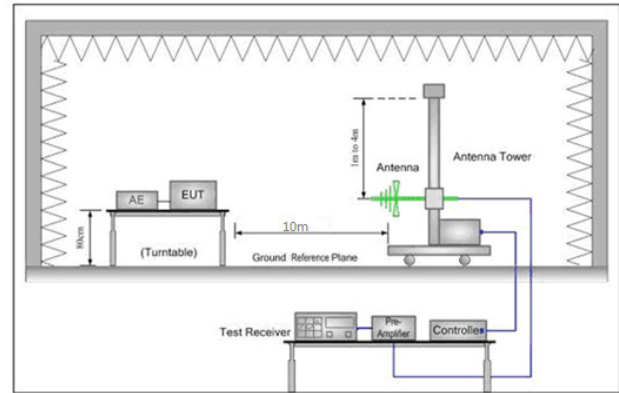 1m to 4m
Antenna
Antenna Tower
AE
EUT
80cm
(Turntable)
10m
Ground Reference Plane
Test Receiver
Pre-
Amplifier
Controller